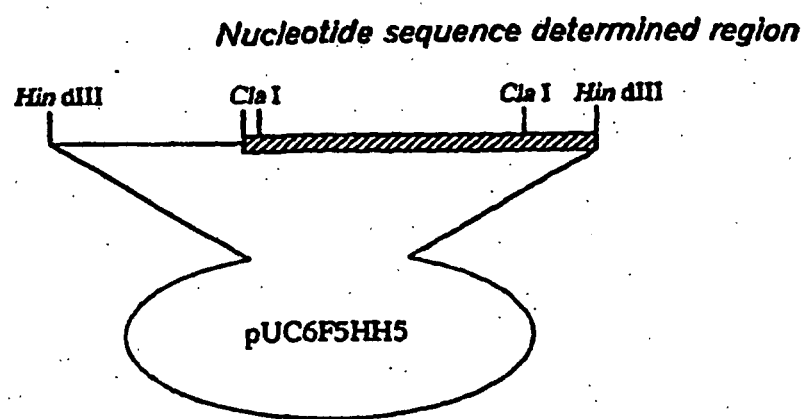 Nucleotide sequence determined region
Hin dIII Cla I Cla I Hin dIII
pUC6F5HH5